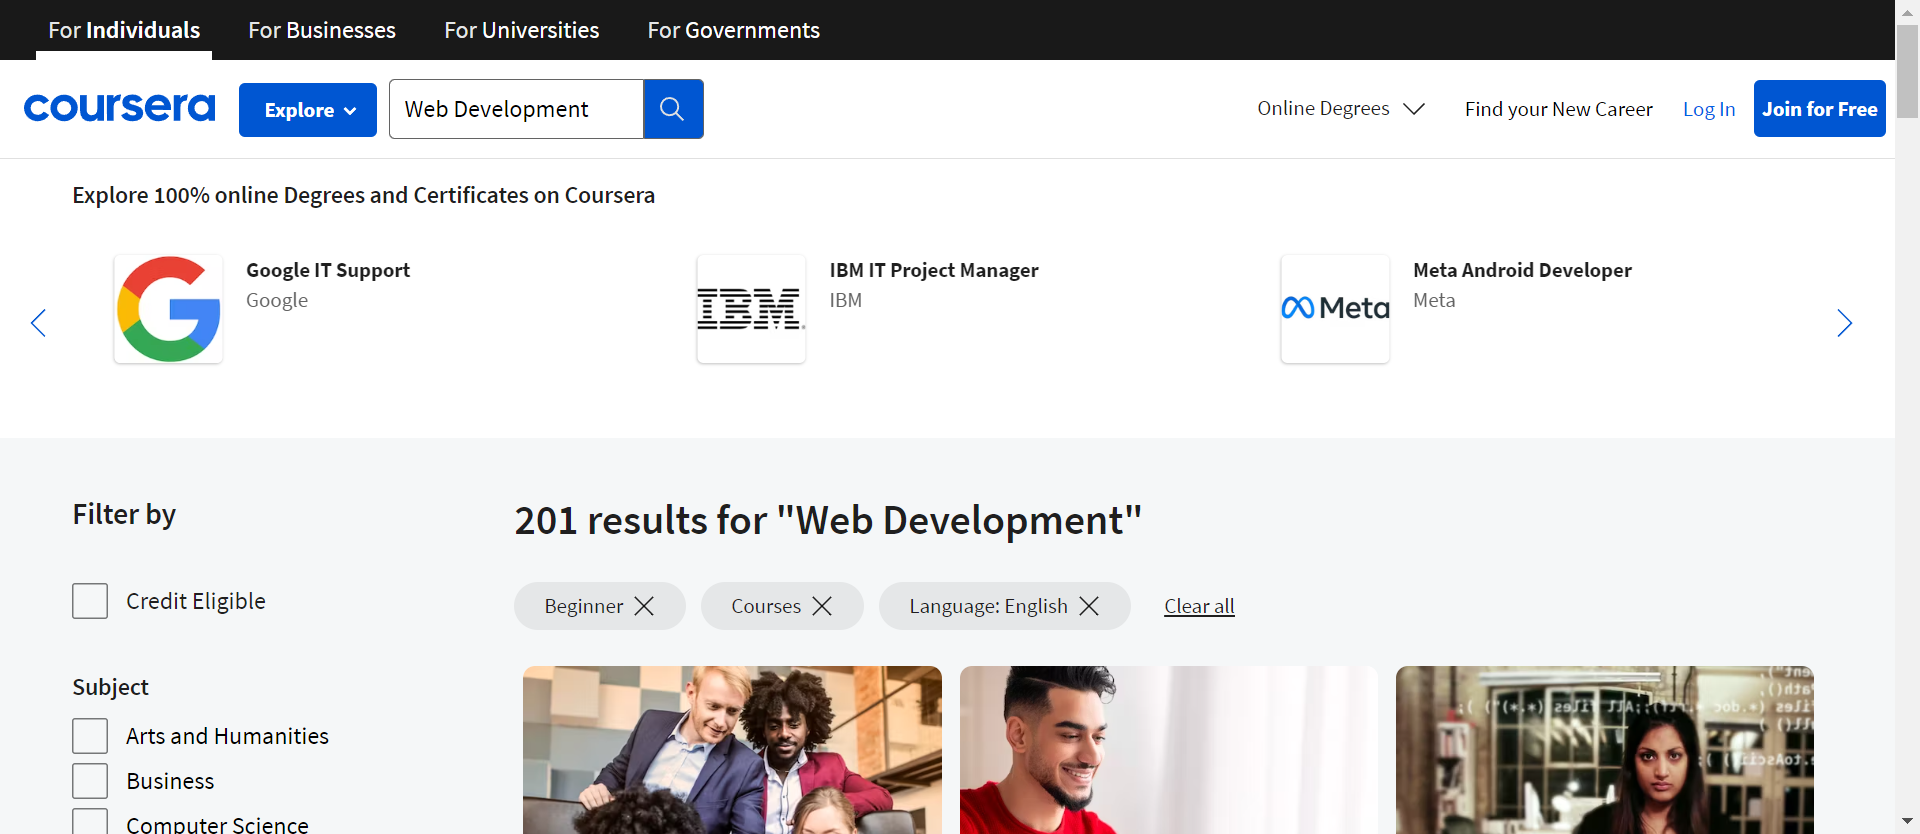 For Individuals
For Businesses
For Universities
For Governments
coursera
Explore
Web Development
Online Degrees
Find your New Career
Log In
Join for Free
Explore 100% online Degrees and Certificates on Coursera
Google IT Support
Google
IBM
IBM IT Project Manager
IBM
Meta
Meta Android Developer
Meta
Filter by
201 results for "Web Development"
Credit Eligible
Beginner
Courses
Language: English
Clear all
Subject
Arts and Humanities
Business
Computer Science